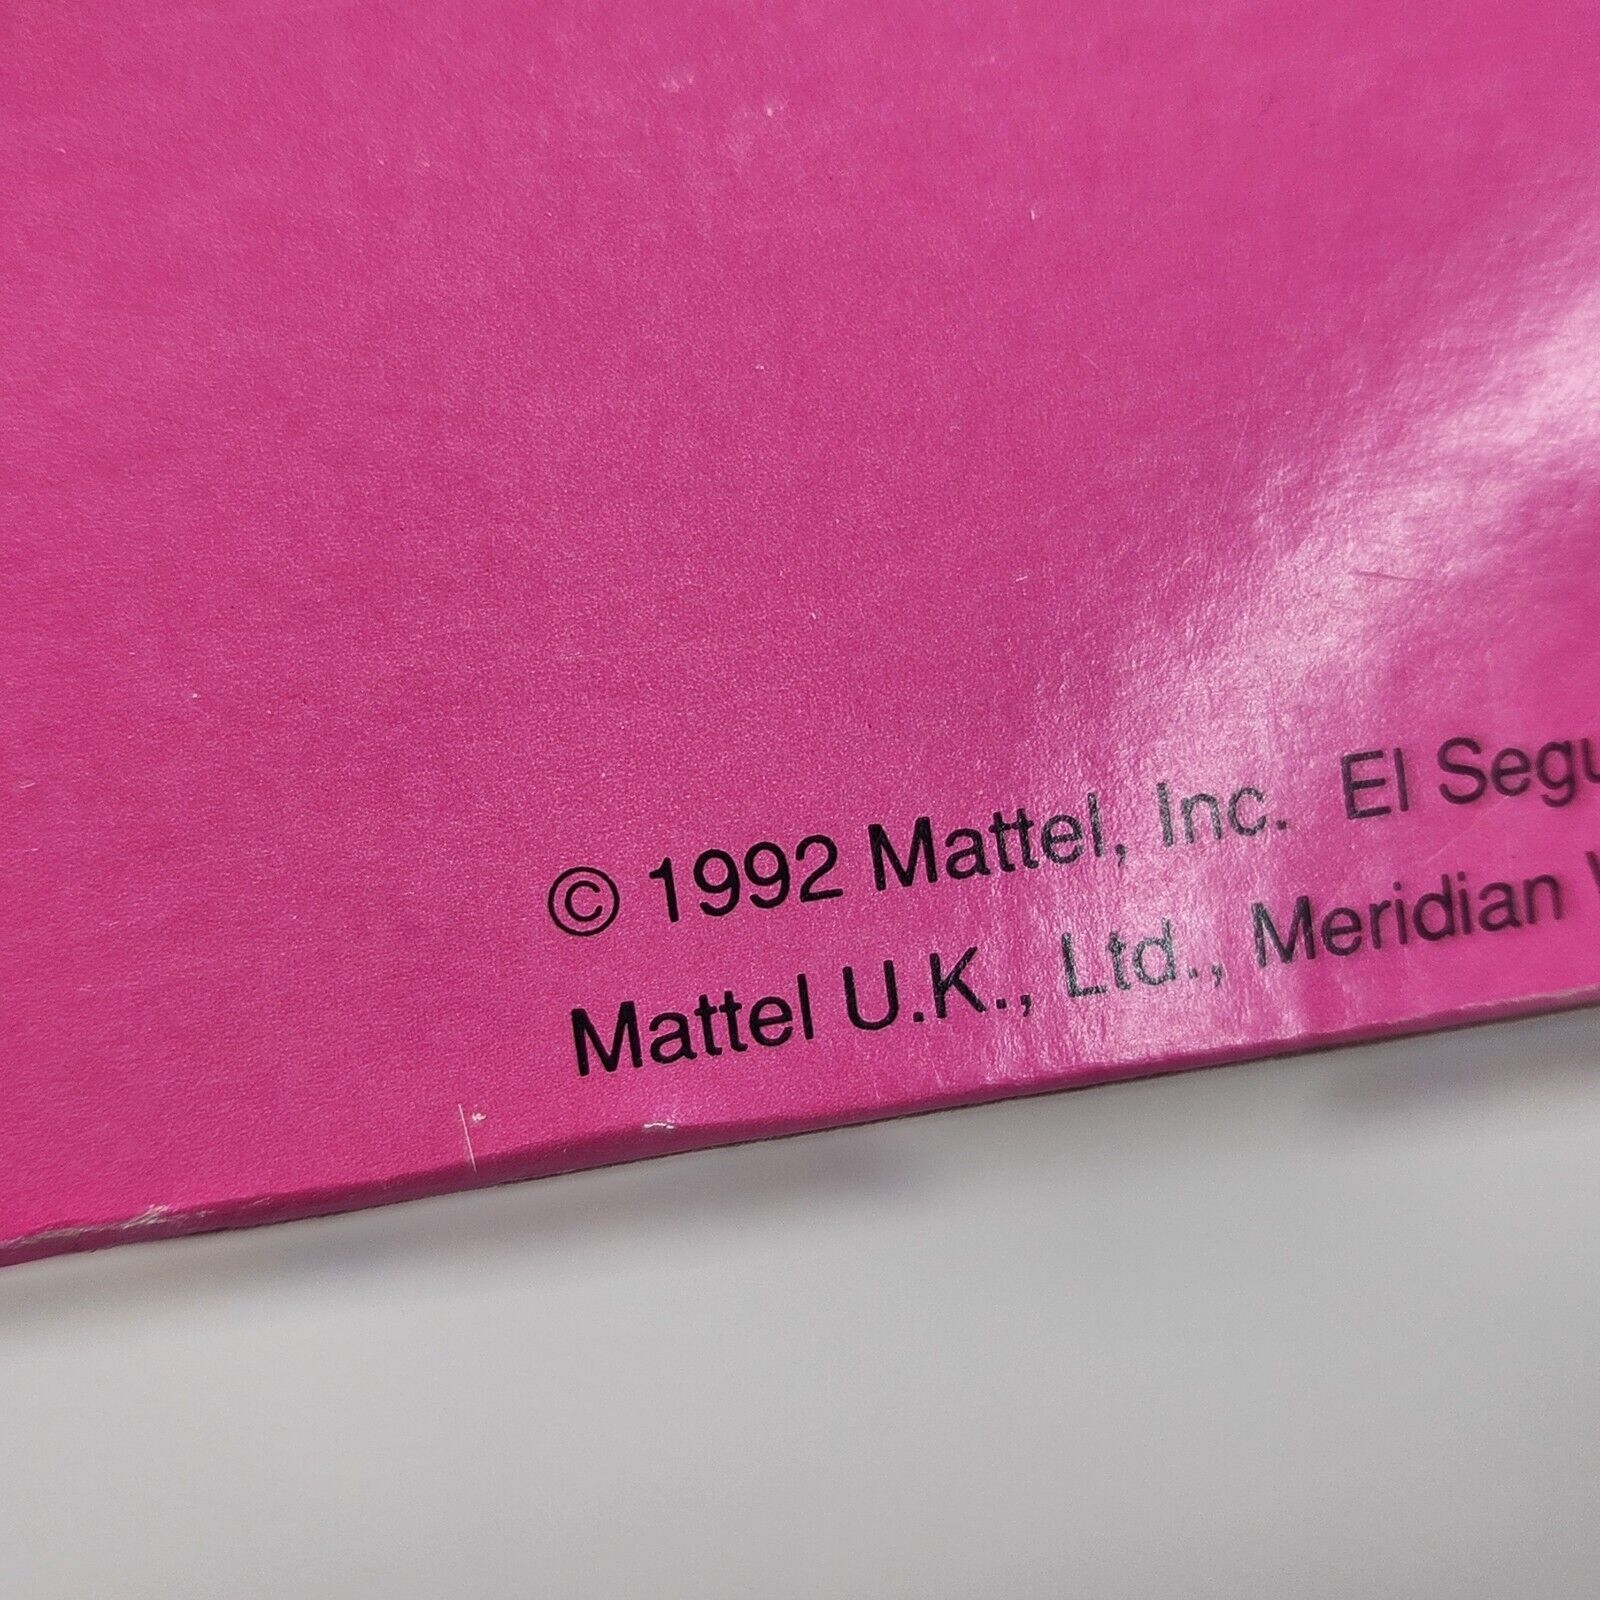 © 1992 Mattel, Inc. El Segu
Mattel U.K., Ltd., Meridian